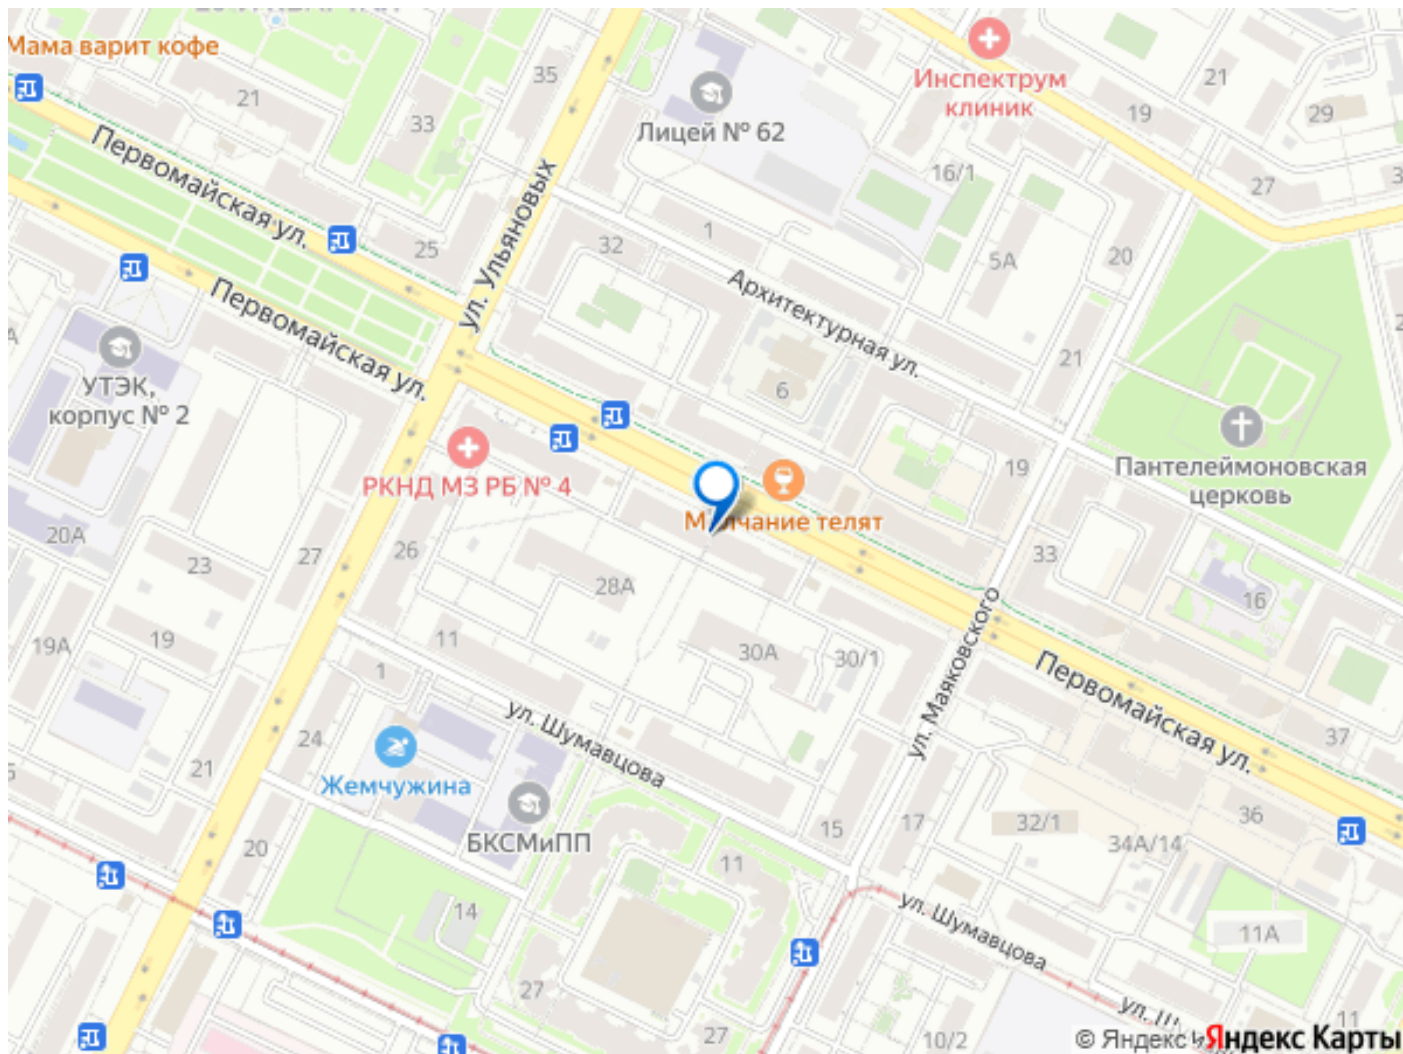 Мама варит кофе
21
33
35
Лицей № 62
Инспектрум
клиник
21
19
29
16/1
27
Первомайская ул.
ул. Ульяновых
25
32
1
5А
20
Архитектурная ул.
Первомайская ул.
21
6
УТЭК,
корпус № 2
РКНД МЗ РБ № 4
Молчание телят
19
Пантелеймоновская
церковь
20А
23
27
26
28А
33
16
19А
19
11
30А
30/1
ул. Маяковского
Первомайская ул.
1
24
21
ул. Шумавцова
37
Жемчужина
БКСМиПП
20
15
17
32/1
34А/14
36
11
14
ул. Шумавцова
11А
27
27
10/2
11
© Яндекс
Яндекс Карты